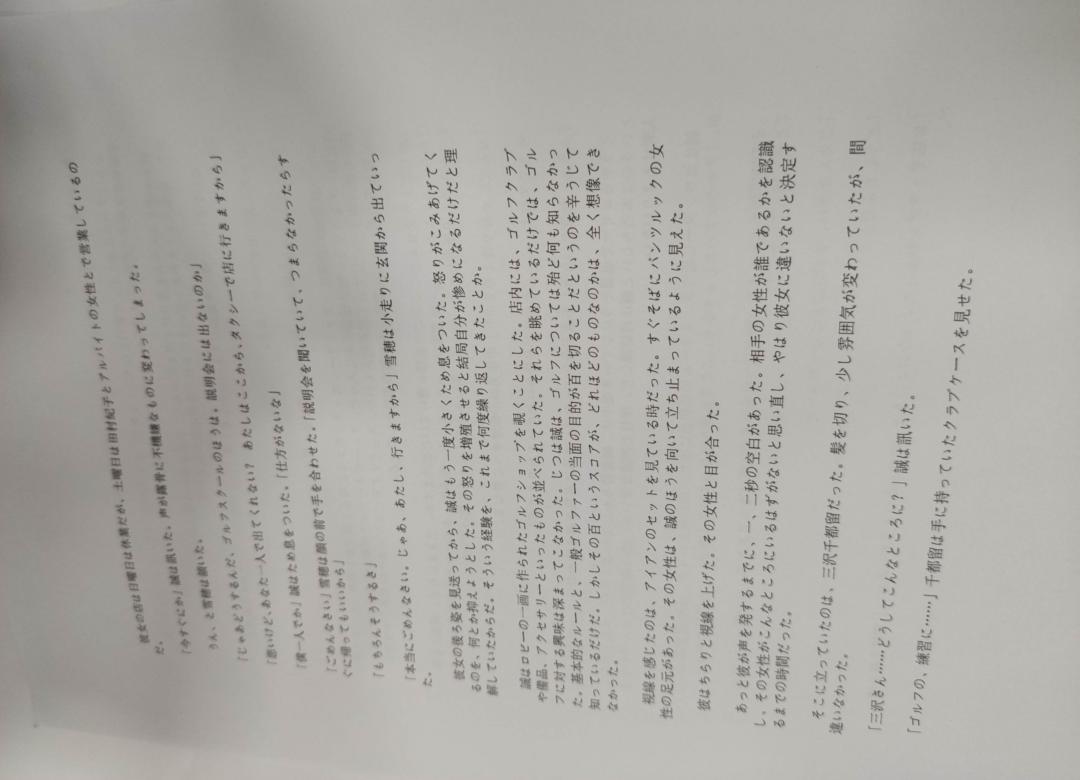 彼女の店は日曜日は休業だが、土曜日は田村紀子とアルバイトの女性とで営業しているの
だ。
「今すぐにか」誠は訊いた。声が露骨に不機嫌なものに変わってしまった。
うん、と雪穂は頷いた。
「じゃあどうするんだ、ゴルフスクールのほうは。説明会には出ないのか」
「悪いけど、あなた一人で出てくれない? あたしはここから、タクシーで店に行きますから」
「僕一人でか」誠はため息をついた。「仕方がないな」
「ごめんなさい」雪穂は顔の前で手を合わせた。「説明会を聞いていて、つまらなかったらす
ぐに帰ってもいいから」
「もちろんそうするさ」
「本当にごめんなさい。じゃあ、あたし、行きますから」雪穂は小走りに玄関から出ていっ
た。
彼女の後ろ姿を見送ってから、誠はもう一度小さくため息をついた。怒りがこみあげてく
るのを、何とか抑えようとした。その怒りを増殖させると結局自分が惨めになるだけだと理
解していたからだ。そういう経験を、これまで何度繰り返してきたことか。
誠はロビーの一画に作られたゴルフショップを覗くことにした。店内には、ゴルフクラブ
や備品、アクセサリーといったものが並べられていた。それらを眺めているだけでは、ゴル
フに対する興味は深まってこなかった。じつは誠は、ゴルフについては殆ど何も知らなかっ
た。基本的なルールと、一般ゴルファーの当面の目的が百を切ることだというのを辛うじて
知っているだけだ。しかしその百というスコアが、どれほどのものなのかは、全く想像でき
なかった。
視線を感じたのは、アイアンのセットを見ている時だった。すぐそばにパンツルックの女
性の足元があった。その女性は、誠のほうを向いて立ち止まっているように見えた。
彼はちらりと視線を上げた。その女性と目が合った。
あっと彼が声を発するまでに、一、二秒の空白があった。相手の女性が誰であるかを認識
し、その女性がこんなところにいるはずがないと思い直し、やはり彼女に違いないと決定す
るまでの時間だった。
そこに立っていたのは、三沢千都留だった。髪を切り、少し雰囲気が変わっていたが、間
違いなかった。
「三沢さん……どうしてこんなところに?」誠は訊いた。
「ゴルフの、練習に……」千都留は手に持っていたクラブケースを見せた。